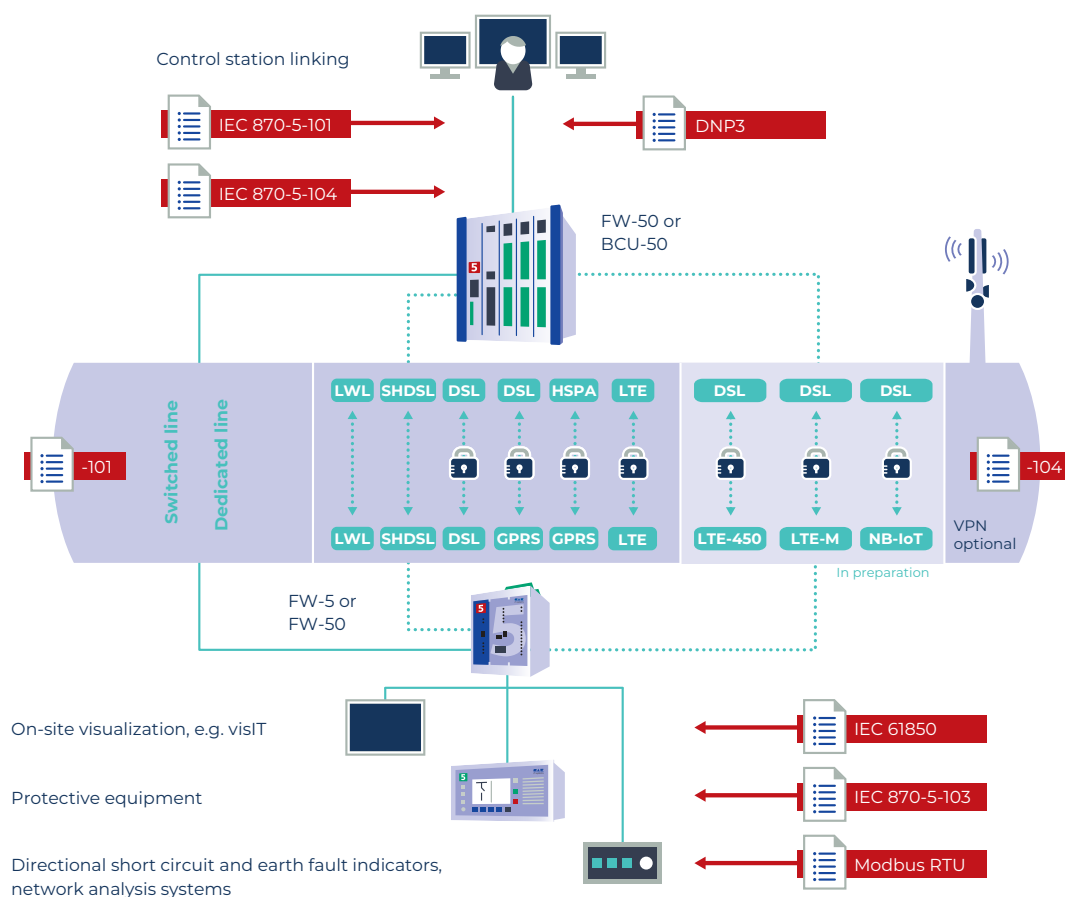 Control station linking
IEC 870-5-101
DNP3
IEC 870-5-104
FW-50 or
BCU-50
5
LWL SHDSL DSL DSL HSPA LTE DSL DSL DSL
Switched line
Dedicated line
-101
-104
LWL SHDSL DSL GPRS GPRS LTE LTE-450 LTE-M NB-IoT
VPN
optional
In preparation
FW-5 or
FW-50
5
5
On-site visualization, e.g. visIT
IEC 61850
5
Protective equipment
IEC 870-5-103
Directional short circuit and earth fault indicators,
network analysis systems
Modbus RTU